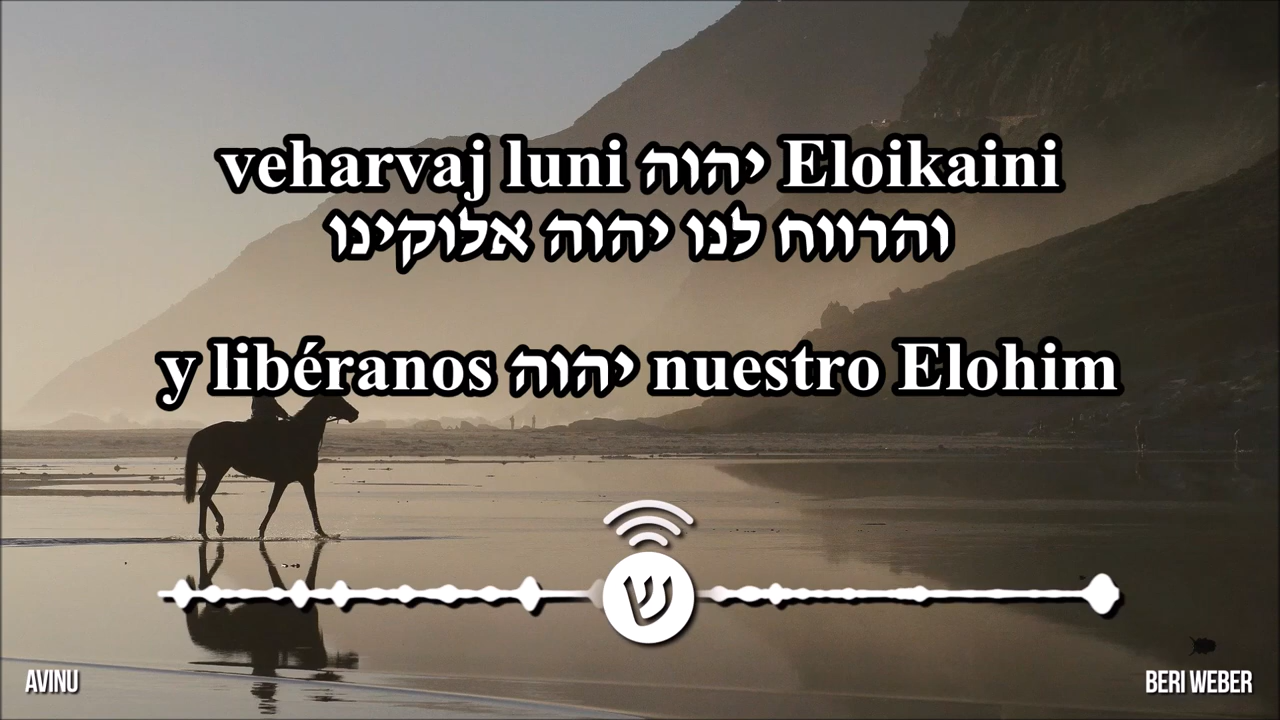 veharvaj luni יהוה Eloikaini
והרווח לנו יהוה אלוקינו
y libéranos יהוה nuestro Elohim
ש
AVINU
BERI WEBER